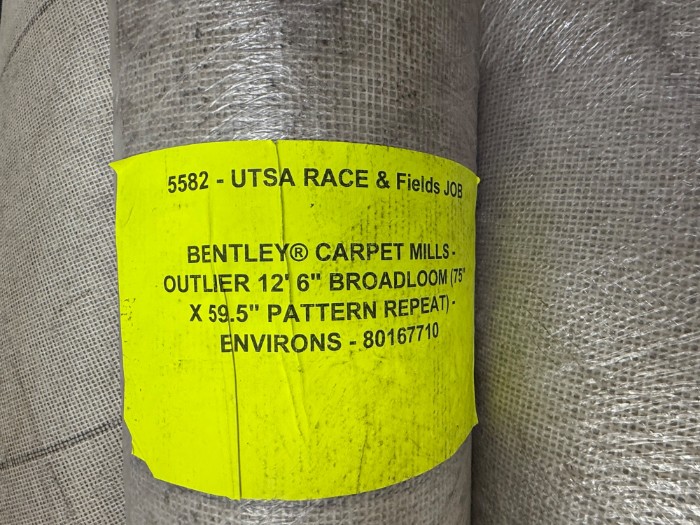 5582 - UTSA RACE & Fields JOB
BENTLEY® CARPET MILLS -
OUTLIER 12' 6" BROADLOOM (75"
X 59.5" PATTERN REPEAT) -
ENVIRONS - 80167710